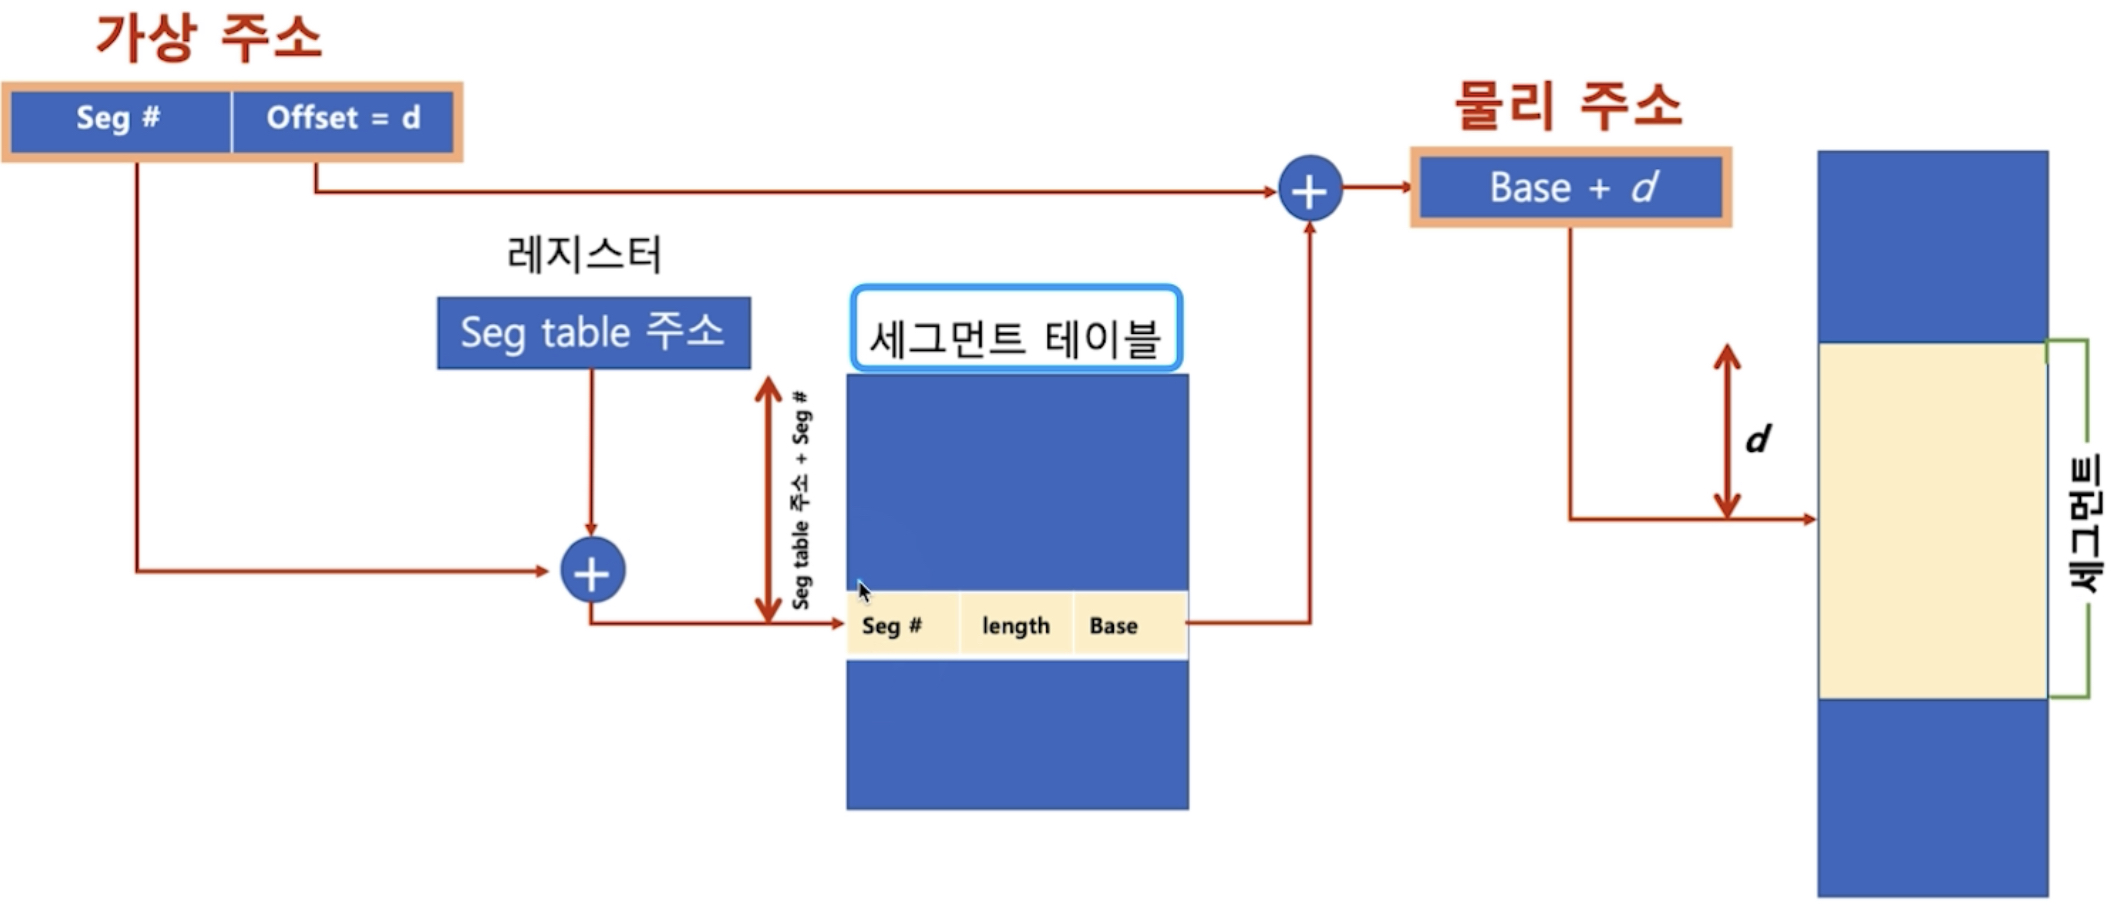 가상 주소
Seg #
Offset = d
물리 주소
Base + d
레지스터
Seg table 주소
세그먼트 테이블
Seg table 주소 + Seg #
Seg #
length
Base
d
세그먼트